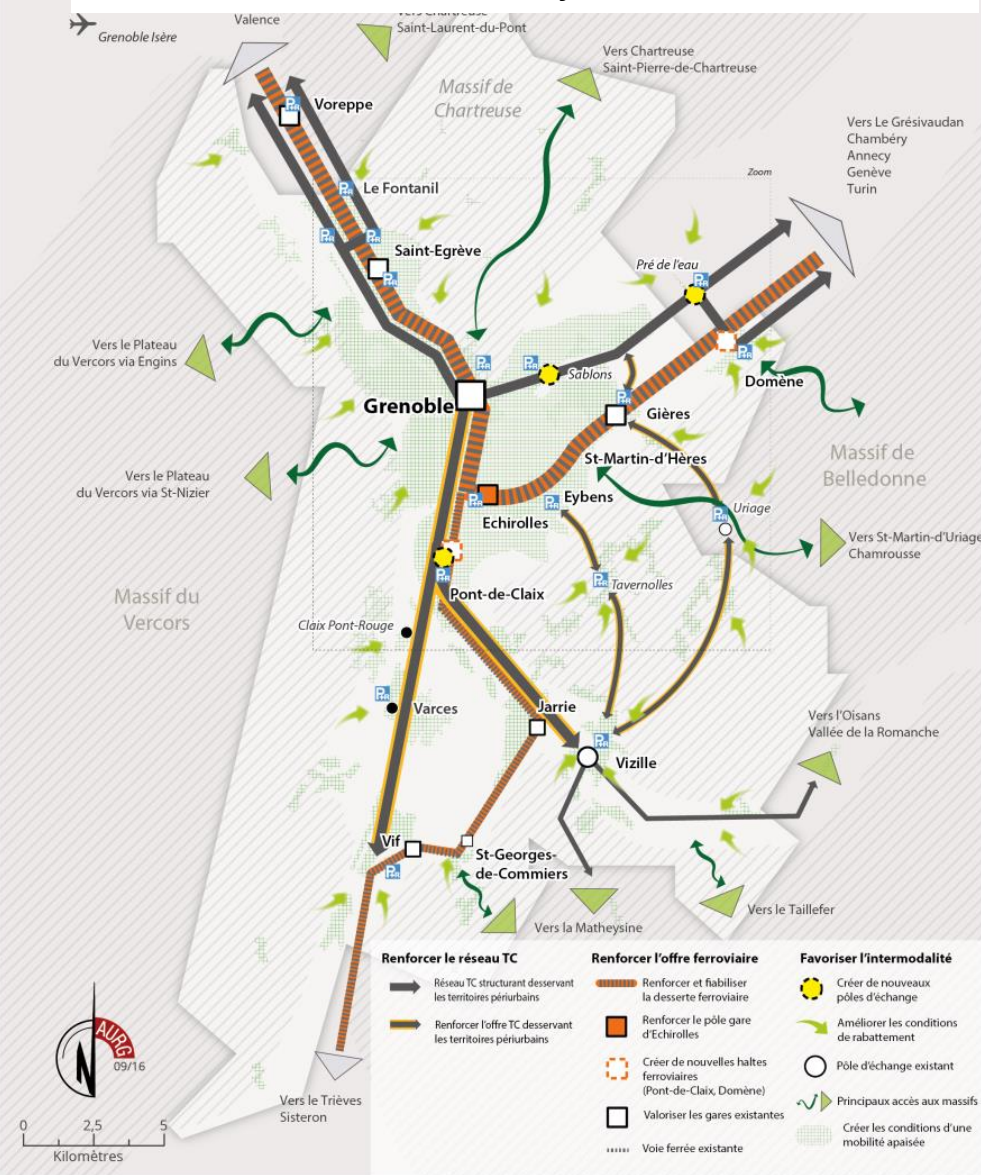 Valence
Vers Chartreuse
Saint-Laurent-du-Pont
Grenoble Isère
Vers Chartreuse
Saint-Pierre-de-Chartreuse
Massif de
Chartreuse
P+R
Voreppe
Vers Le Grésivaudan
Chambéry
Annecy
Genève
Turin
Zoom
P+R
Le Fontanil
P+R
P+R
Saint-Egrève
P+R
Pré de l'eau
P+R
Vers le Plateau
du Vercors via Engins
P+R
P+R
Sablons
P+R
Domène
Grenoble
P+R
Gières
St-Martin-d'Hères
Massif de
Belledonne
Vers le Plateau
du Vercors via St-Nizier
P+R
Echirolles
P+R
Eybens
P+R
Uriage
Vers St-Martin-d'Uriage
Chamrousse
P+R
Pont-de-Claix
P+R
Tavernolles
Massif du
Vercors
Claix Pont-Rouge
P+R
Varces
Jarrie
P+R
Vizille
Vers l'Oisans
Vallée de la Romanche
Vif
P+R
St-Georges-
de-Commiers
Vers la Matheysine
Vers le Taillefer
Vers le Trièves
Sisteron
N
AURG
09/16
0 2,5 5
Kilomètres
Renforcer le réseau TC
Réseau TC structurant desservant
les territoires périurbains
Renforcer l'offre TC desservant
les territoires périurbains
Renforcer l'offre ferroviaire
Renforcer et fiabiliser
la desserte ferroviaire
Renforcer le pôle gare
d'Echirolles
Créer de nouvelles haltes
ferroviaires
(Pont-de-Claix, Domène)
Valoriser les gares existantes
Voie ferrée existante
Favoriser l'intermodalité
Créer de nouveaux
pôles d'échange
Améliorer les conditions
de rabattement
Pôle d'échange existant
Principaux accès aux massifs
Créer les conditions d'une
mobilité apaisée